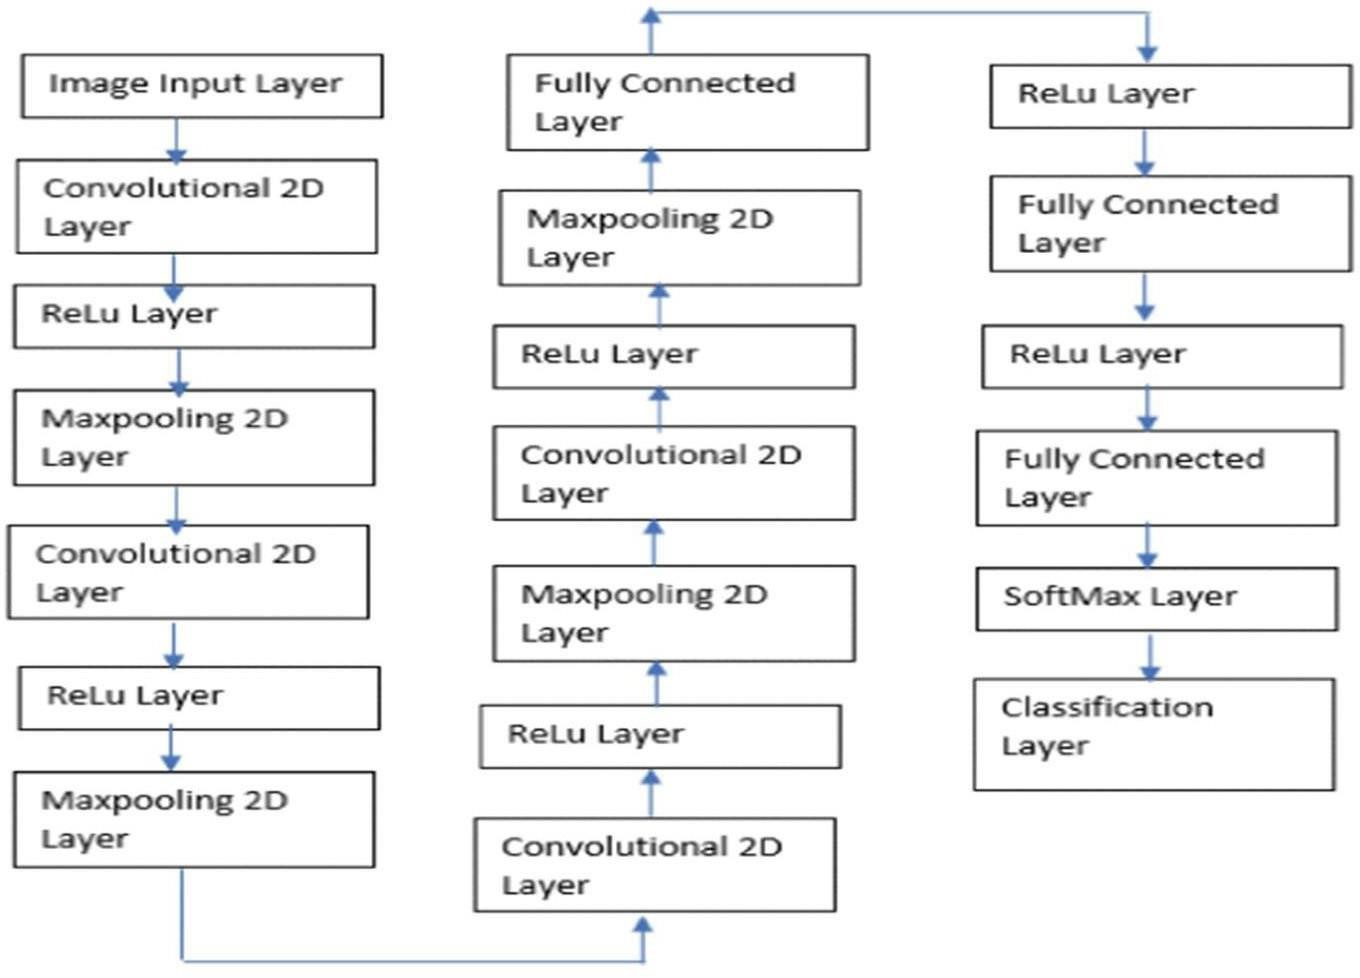 Image Input Layer
Convolutional 2D
Layer
ReLu Layer
Maxpooling 2D
Layer
Convolutional 2D
Layer
ReLu Layer
Maxpooling 2D
Layer
Convolutional 2D
Layer
ReLu Layer
Maxpooling 2D
Layer
Convolutional 2D
Layer
ReLu Layer
Maxpooling 2D
Layer
Fully Connected
Layer
ReLu Layer
Fully Connected
Layer
ReLu Layer
Fully Connected
Layer
SoftMax Layer
Classification
Layer